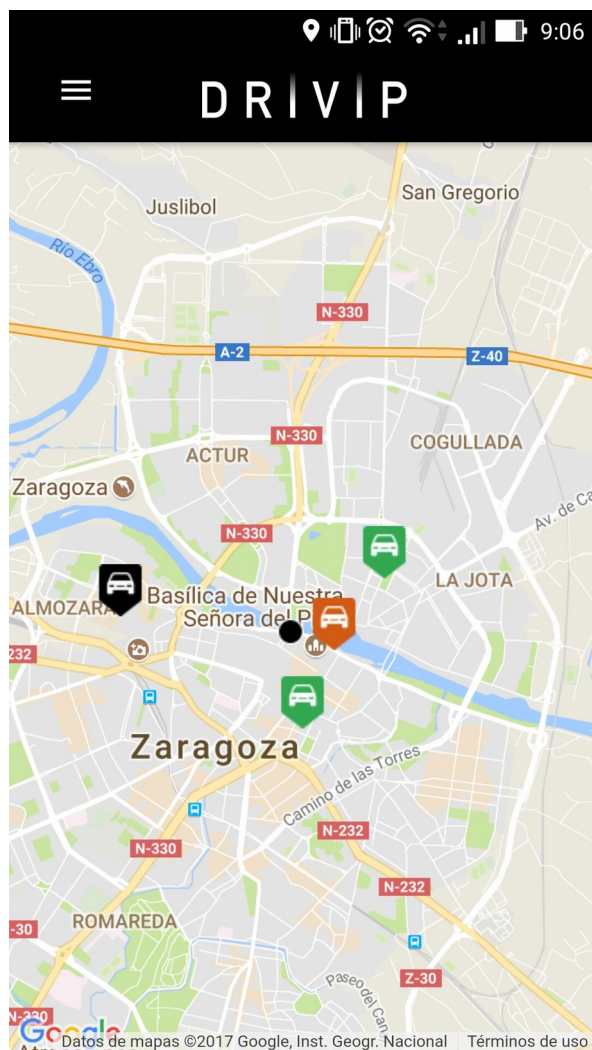 9:06
DRIVIP
San Gregorio
Juslibol
Río Ebro
N-330
A-2
Z-40
N-330
COGULLADA
ACTUR
Zaragoza
Av. de Ca
N-330
LA JOTA
Basílica de Nuestra
ALMOZARA
Señora del P
232
Zaragoza
Camino de las Torres
N-232
N-330
N-232
ROMAREDA
-30
Z-30
Paseo del Can
N-330
Google
Datos de mapas ©2017 Google, Inst. Geogr. Nacional
Términos de uso